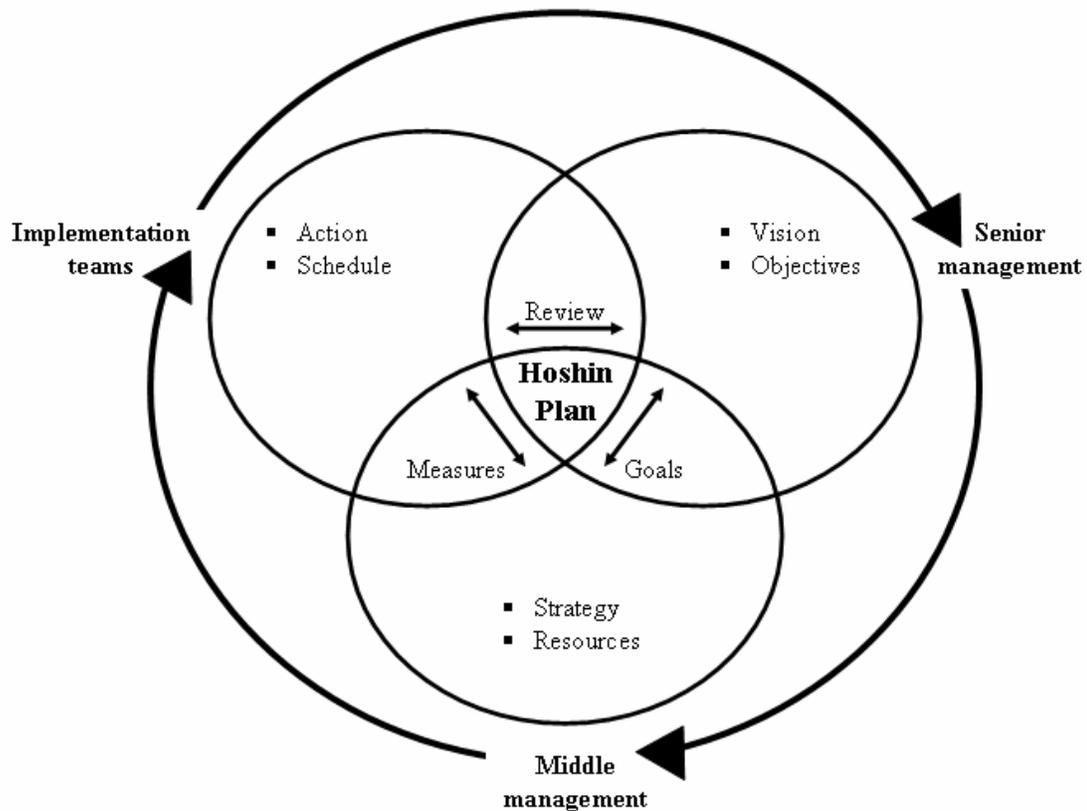 Implementation
teams
▪ Action
▪ Schedule
▪ Vision
▪ Objectives
Senior
management
Review
Hoshin
Plan
Measures
Goals
▪ Strategy
▪ Resources
Middle
management